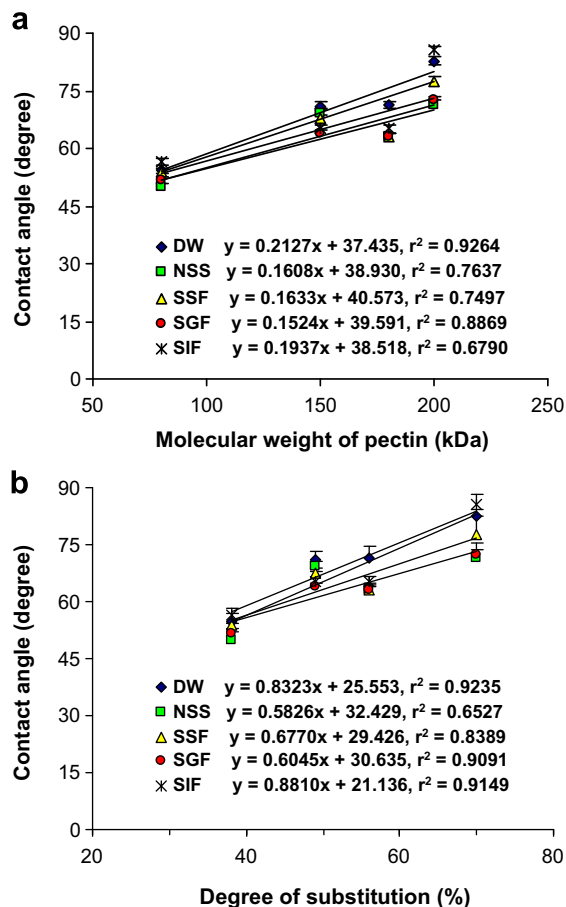 a
90
75
60
45
30
15
0
Contact angle (degree)
DW y = 0.2127x + 37.435, r² = 0.9264
NSS y = 0.1608x + 38.930, r² = 0.7637
SSF y = 0.1633x + 40.573, r² = 0.7497
SGF y = 0.1524x + 39.591, r² = 0.8869
SIF y = 0.1937x + 38.518, r² = 0.6790
50 100 150 200 250
Molecular weight of pectin (kDa)
b
90
75
60
45
30
15
0
Contact angle (degree)
DW y = 0.8323x + 25.553, r² = 0.9235
NSS y = 0.5826x + 32.429, r² = 0.6527
SSF y = 0.6770x + 29.426, r² = 0.8389
SGF y = 0.6045x + 30.635, r² = 0.9091
SIF y = 0.8810x + 21.136, r² = 0.9149
20 40 60 80
Degree of substitution (%)